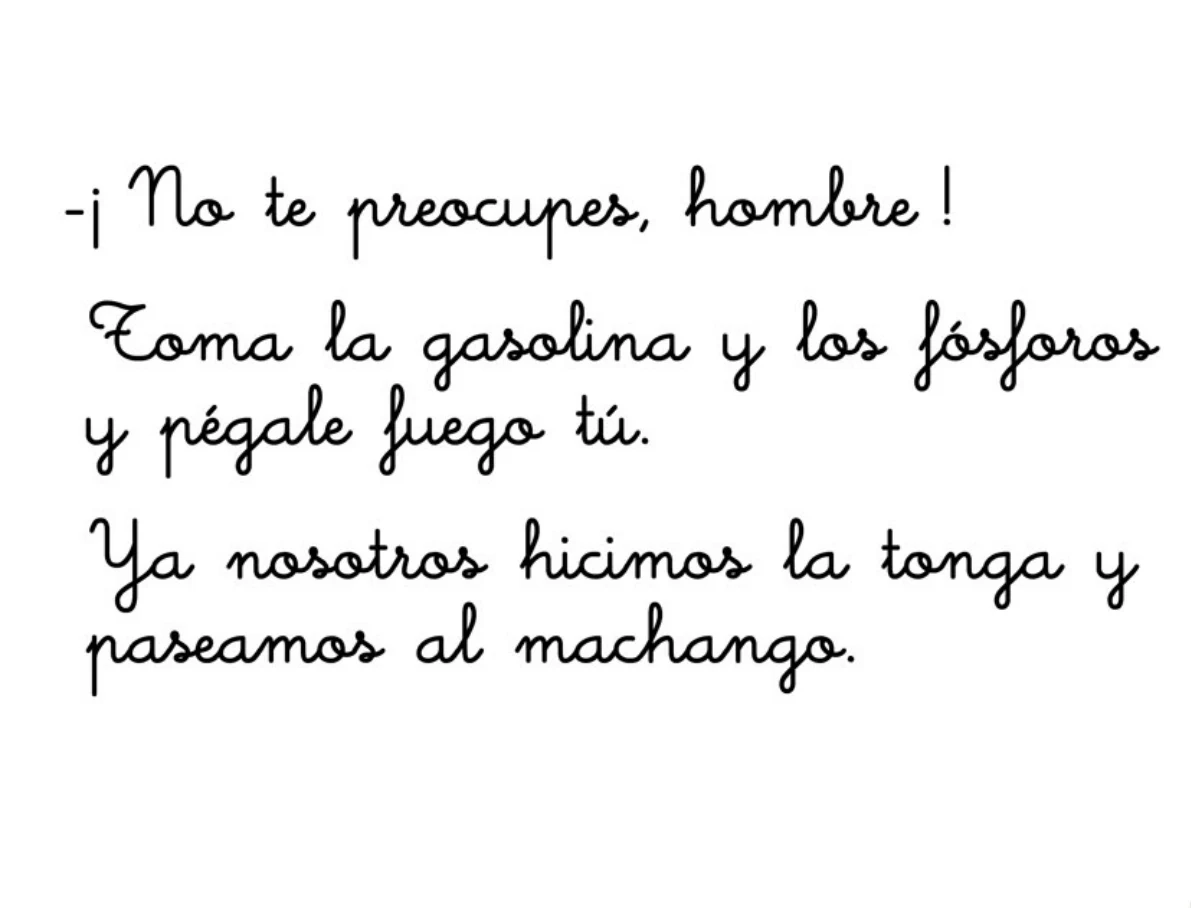 -¡No te preocupes, hombre!
Toma la gasolina y los fósforos
y pégale fuego tú.
Ya nosotros hicimos la tonga y
paseamos al machango.